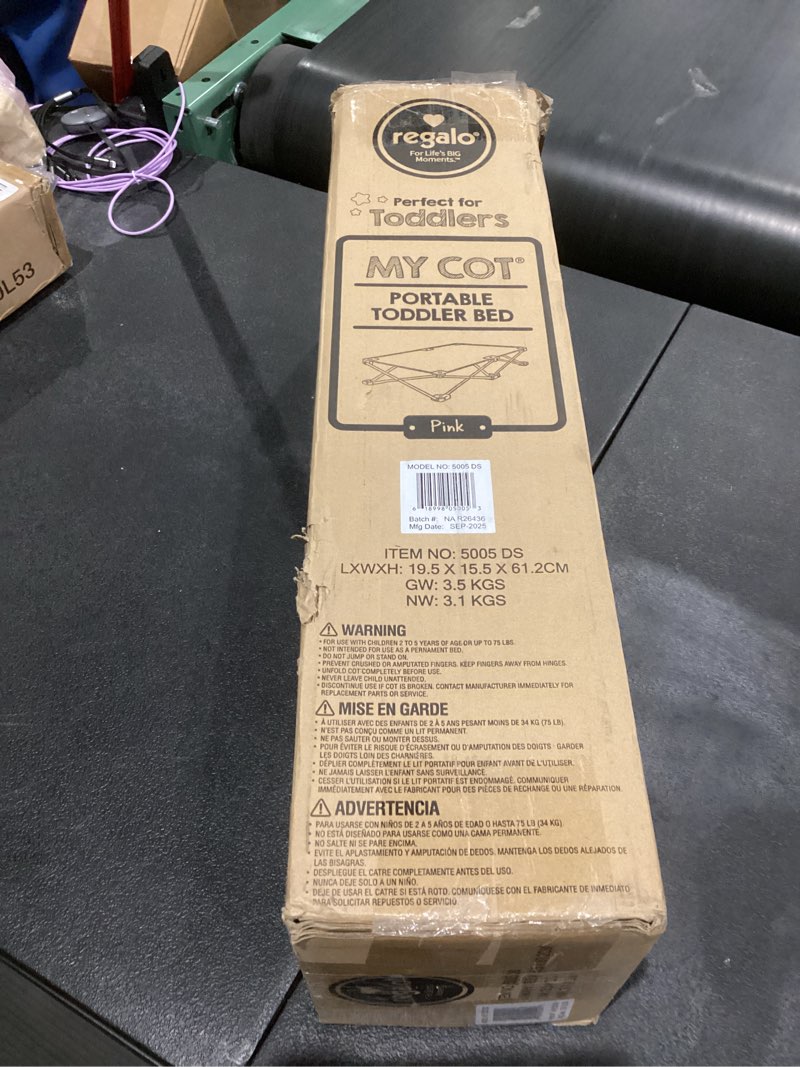 regalo®
For Life's BIG
Moments.™
Perfect for
Toddlers
MY COT®
PORTABLE
TODDLER BED
Pink
MODEL NO: 5005 DS
6 18998 05005 3
Batch #: NA R26436
Mfg Date: SEP-2025
ITEM NO: 5005 DS
LXWXH: 19.5 X 15.5 X 61.2CM
GW: 3.5 KGS
NW: 3.1 KGS
⚠ WARNING
• FOR USE WITH CHILDREN 2 TO 5 YEARS OF AGE OR UP TO 75 LBS.
• NOT INTENDED FOR USE AS A PERNAMENT BED.
• DO NOT JUMP OR STAND ON.
• PREVENT CRUSHED OR AMPUTATED FINGERS. KEEP FINGERS AWAY FROM HINGES.
• UNFOLD COT COMPLETELY BEFORE USE.
• NEVER LEAVE CHILD UNATTENDED.
• DISCONTINUE USE IF COT IS BROKEN. CONTACT MANUFACTURER IMMEDIATELY FOR
REPLACEMENT PARTS OR SERVICE.
⚠ MISE EN GARDE
• À UTILISER AVEC DES ENFANTS DE 2 À 5 ANS PESANT MOINS DE 34 KG (75 LB).
• N'EST PAS CONÇU COMME UN LIT PERMANENT.
• NE PAS SAUTER OU MONTER DESSUS.
• POUR ÉVITER LE RISQUE D'ÉCRASEMENT OU D'AMPUTATION DES DOIGTS : GARDER
LES DOIGTS LOIN DES CHARNIÈRES.
• DÉPLIER COMPLÈTEMENT LE LIT PORTATIF POUR ENFANT AVANT DE L'UTILISER.
• NE JAMAIS LAISSER L'ENFANT SANS SURVEILLANCE.
• CESSER L'UTILISATION SI LE LIT PORTATIF EST ENDOMMAGÉ. COMMUNIQUER
IMMÉDIATEMENT AVEC LE FABRICANT POUR DES PIÈCES DE RECHANGE OU UNE RÉPARATION.
⚠ ADVERTENCIA
• PARA USARSE CON NIÑOS DE 2 A 5 AÑOS DE EDAD O HASTA 75 LB (34 KG).
• NO ESTÁ DISEÑADO PARA USARSE COMO UNA CAMA PERMANENTE.
• NO SALTE NI SE PARE ENCIMA.
• EVITE EL APLASTAMIENTO Y AMPUTACIÓN DE DEDOS. MANTENGA LOS DEDOS ALEJADOS DE
LAS BISAGRAS.
• DESPLIEGUE EL CATRE COMPLETAMENTE ANTES DEL USO.
• NUNCA DEJE SOLO A UN NIÑO.
• DEJE DE USAR EL CATRE SI ESTÁ ROTO. COMUNÍQUESE CON EL FABRICANTE DE INMEDIATO
PARA SOLICITAR REPUESTOS O SERVICIO.